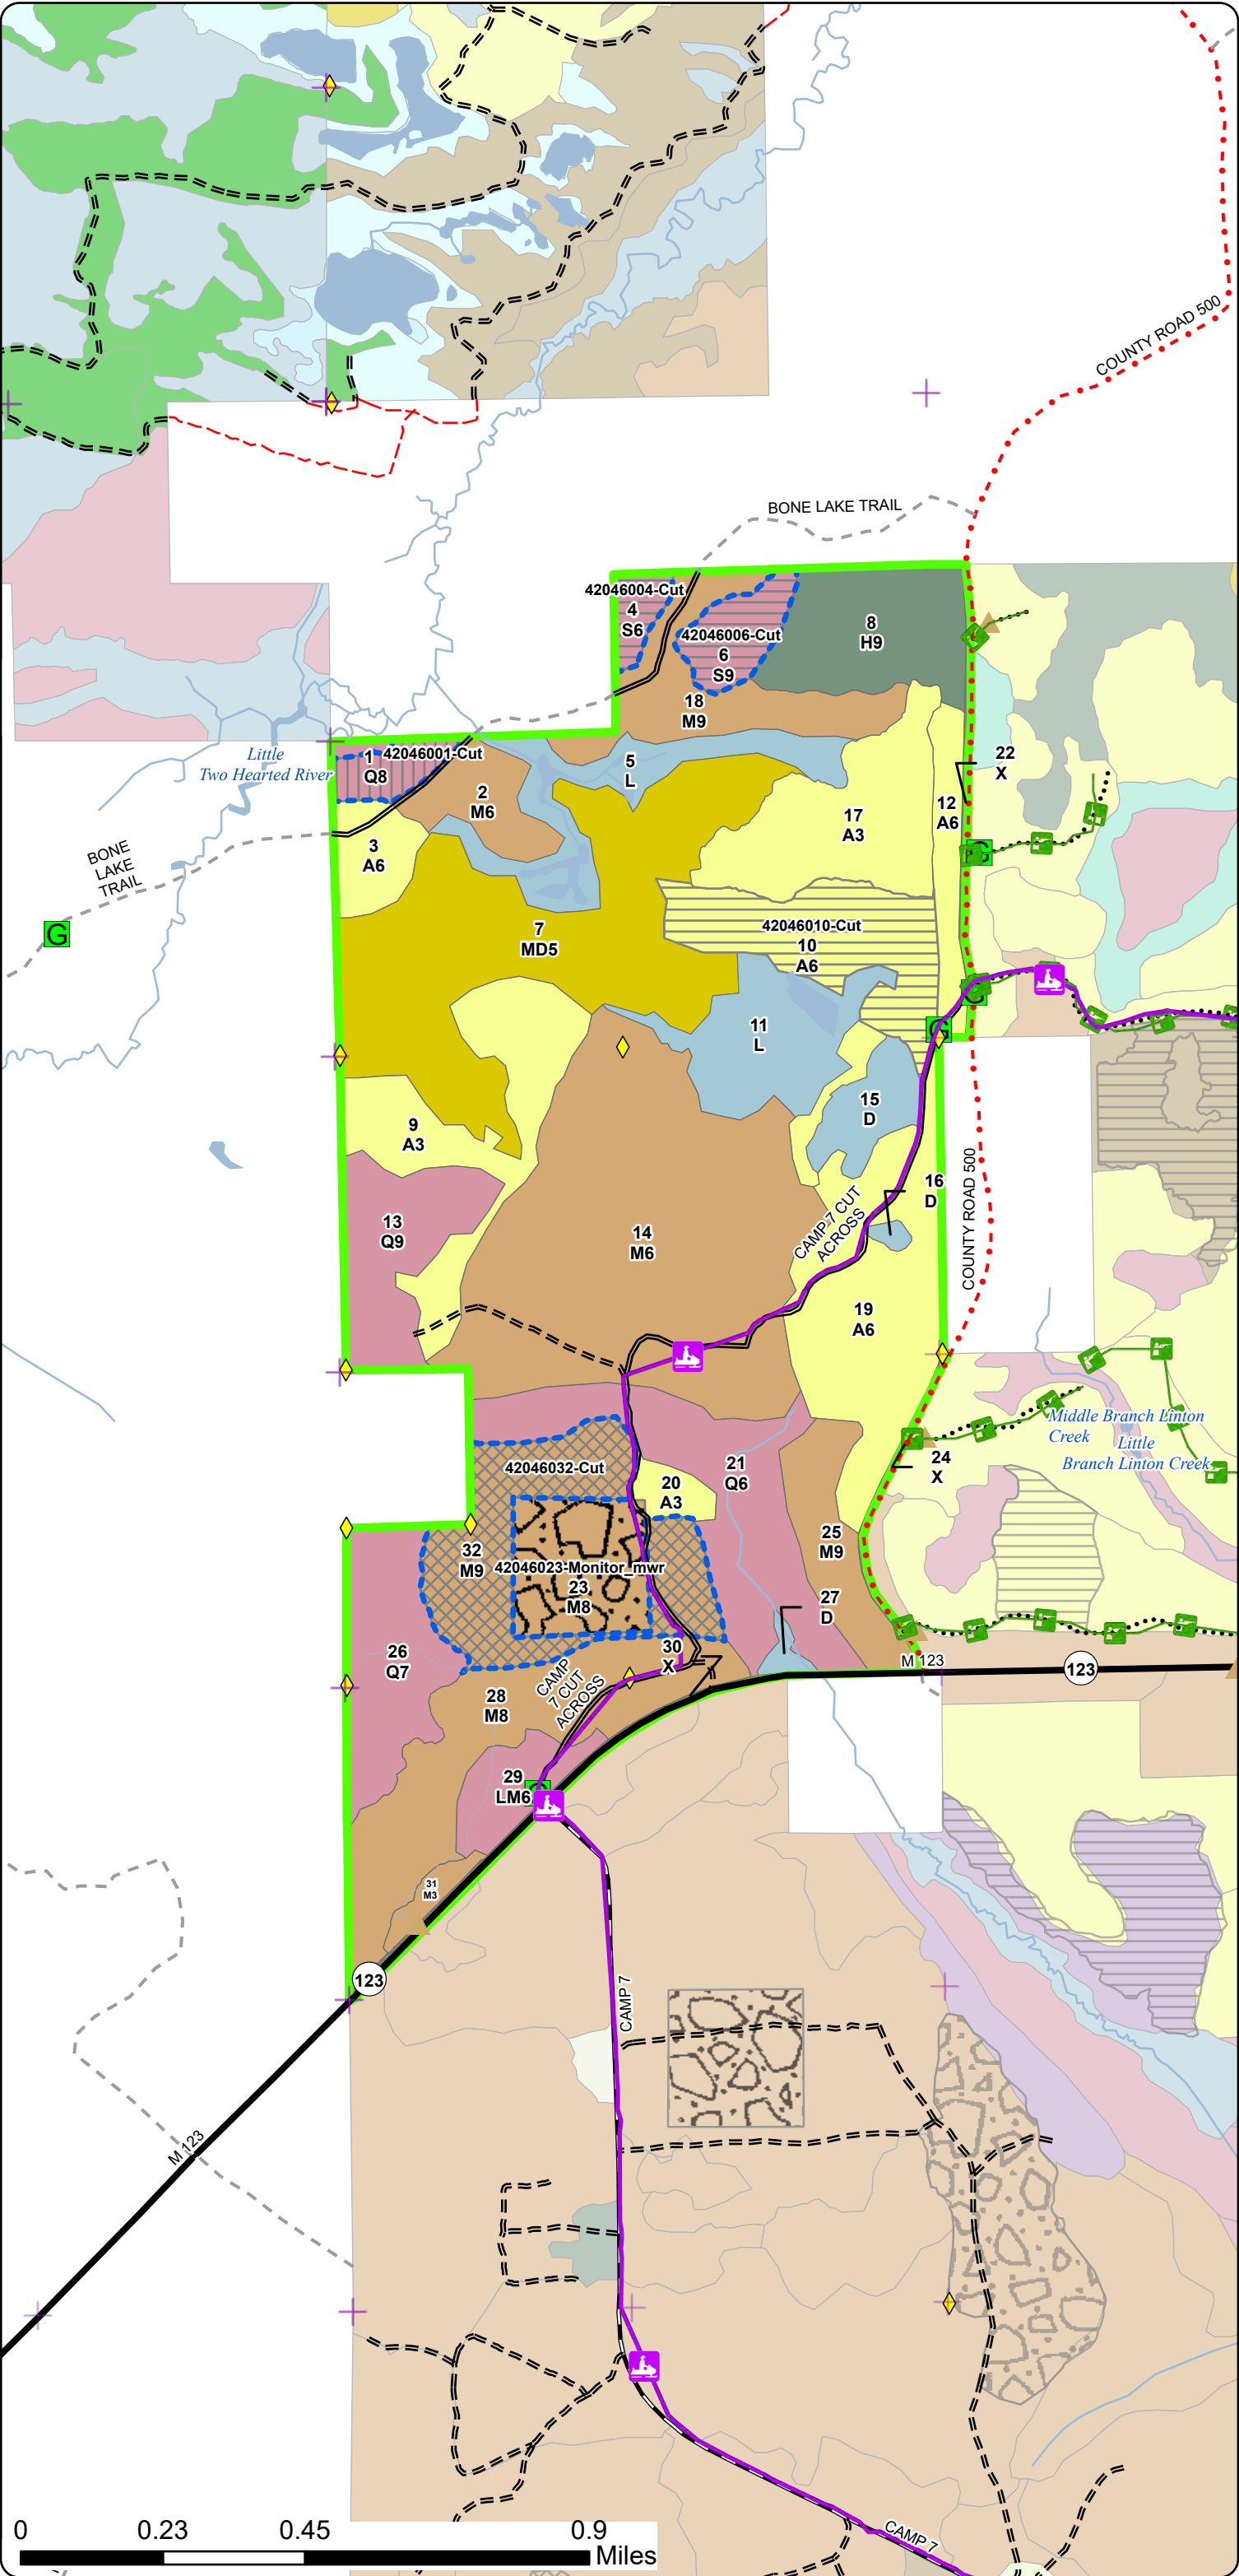 COUNTY ROAD 500
BONE LAKE TRAIL
42046004-Cut
4
S6
42046006-Cut
6
S9
8
H9
18
M9
Little
Two Hearted River
1
Q8
42046001-Cut
2
M6
5
L
22
X
12
A6
17
A3
3
A6
BONE
LAKE
TRAIL
G
G
7
MD5
42046010-Cut
10
A6
G
G
11
L
15
D
9
A3
16
D
COUNTY ROAD 500
13
Q9
14
M6
CAMP 7 CUT
ACROSS
19
A6
Middle Branch Linton
Creek
Little
Branch Linton Creek
42046032-Cut
20
A3
21
Q6
24
X
25
M9
32
M9
42046023-Monitor_mwr
23
M8
27
D
30
X
26
Q7
M 123
123
28
M8
CAMP
7 CUT
ACROSS
29
LM6
31
M3
123
CAMP 7
M 123
CAMP 7
0
0.23
0.45
0.9
Miles